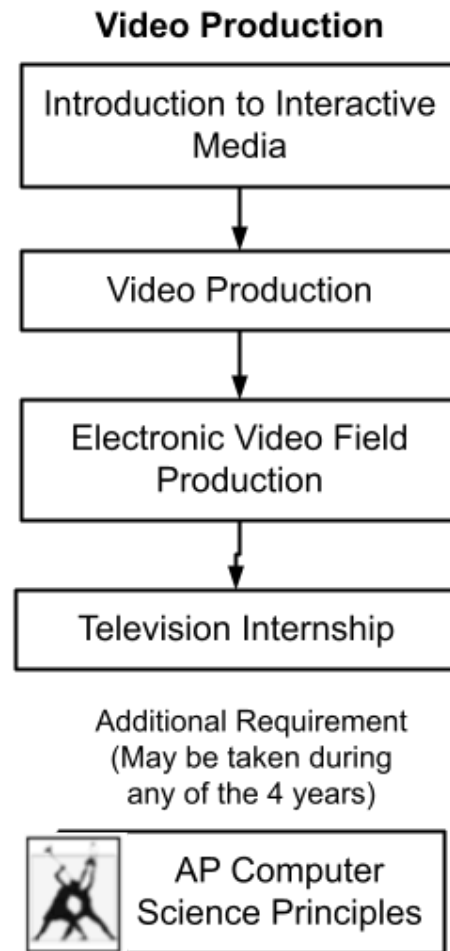 Video Production
Introduction to Interactive
Media
Video Production
Electronic Video Field
Production
Television Internship
Additional Requirement
(May be taken during
any of the 4 years)
AP Computer
Science Principles